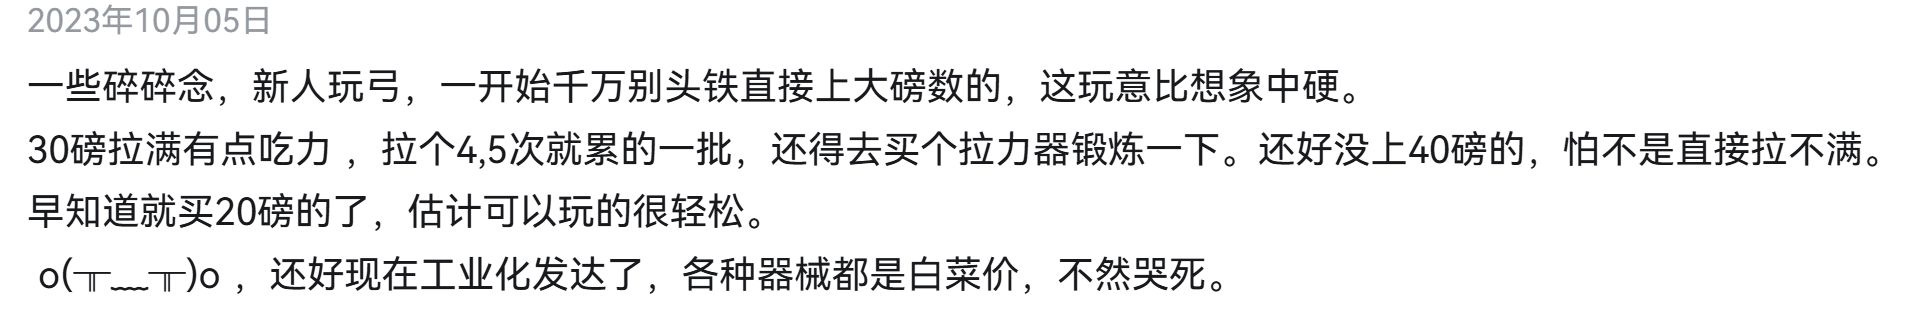 2023年10月05日
一些碎碎念，新人玩弓，一开始千万别头铁直接上大磅数的，这玩意比想象中硬。
30磅拉满有点吃力 ，拉个4,5次就累的一批，还得去买个拉力器锻炼一下。还好没上40磅的，怕不是直接拉不满。
早知道就买20磅的了，估计可以玩的很轻松。
o(╥﹏╥)o ，还好现在工业化发达了，各种器械都是白菜价，不然哭死。